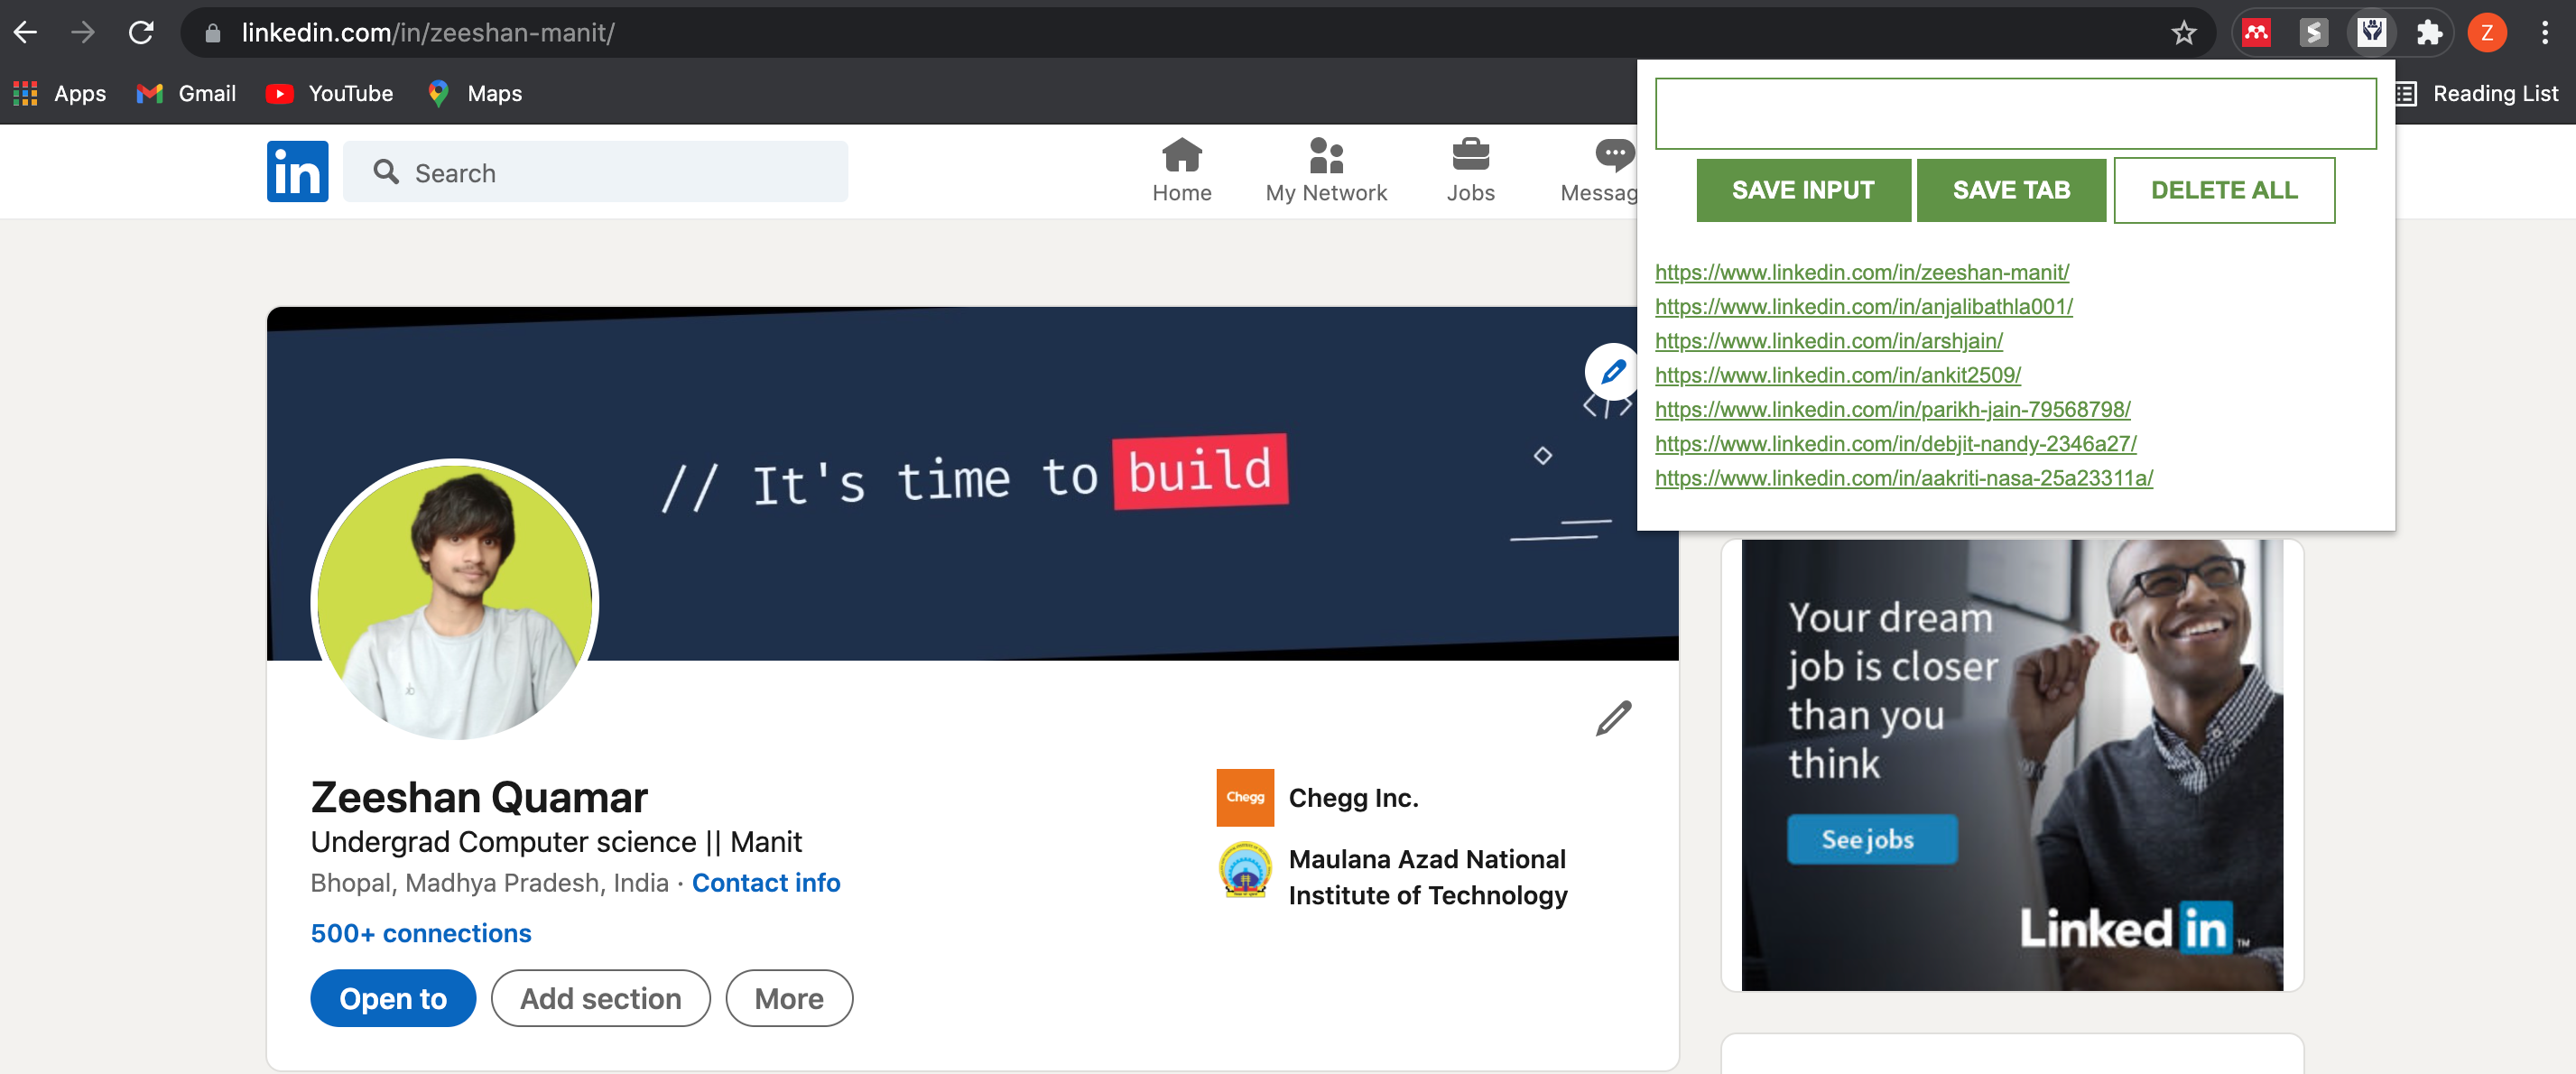 linkedin.com/in/zeeshan-manit/
Z
Apps
Gmail
YouTube
Maps
Reading List
in
Search
Home
My Network
Jobs
Messag
SAVE INPUT
SAVE TAB
DELETE ALL
https://www.linkedin.com/in/zeeshan-manit/
https://www.linkedin.com/in/anjalibathla001/
https://www.linkedin.com/in/arshjain/
https://www.linkedin.com/in/ankit2509/
https://www.linkedin.com/in/parikh-jain-79568798/
https://www.linkedin.com/in/debjit-nandy-2346a27/
https://www.linkedin.com/in/aakriti-nasa-25a23311a/
// It's time to build
Zeeshan Quamar
Undergrad Computer science || Manit
Bhopal, Madhya Pradesh, India · Contact info
500+ connections
Open to
Add section
More
Chegg
Chegg Inc.
Maulana Azad National
Institute of Technology
Your dream
job is closer
than you
think
See jobs
Linked in TM